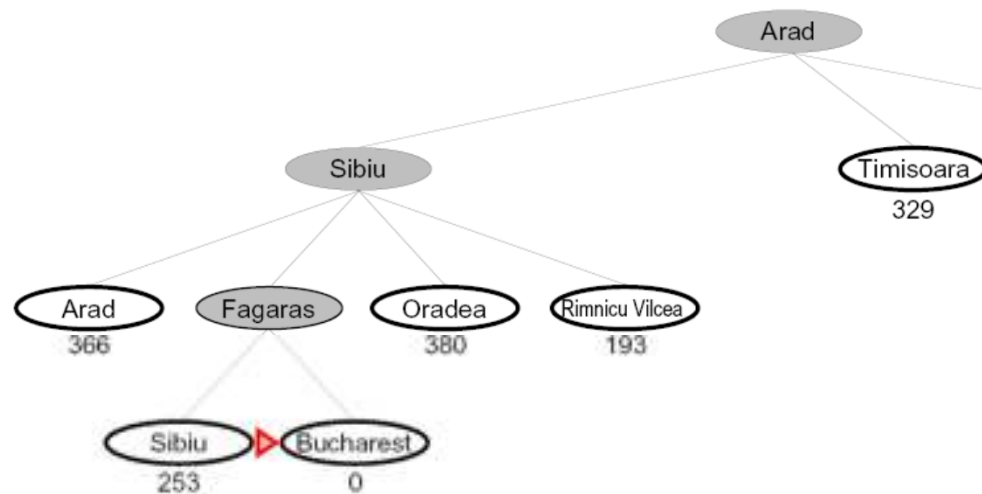 Arad
Sibiu
Timisoara
329
Arad
Fagaras
Oradea
Rimnicu Vilcea
366
380
193
Sibiu
Bucharest
253
0